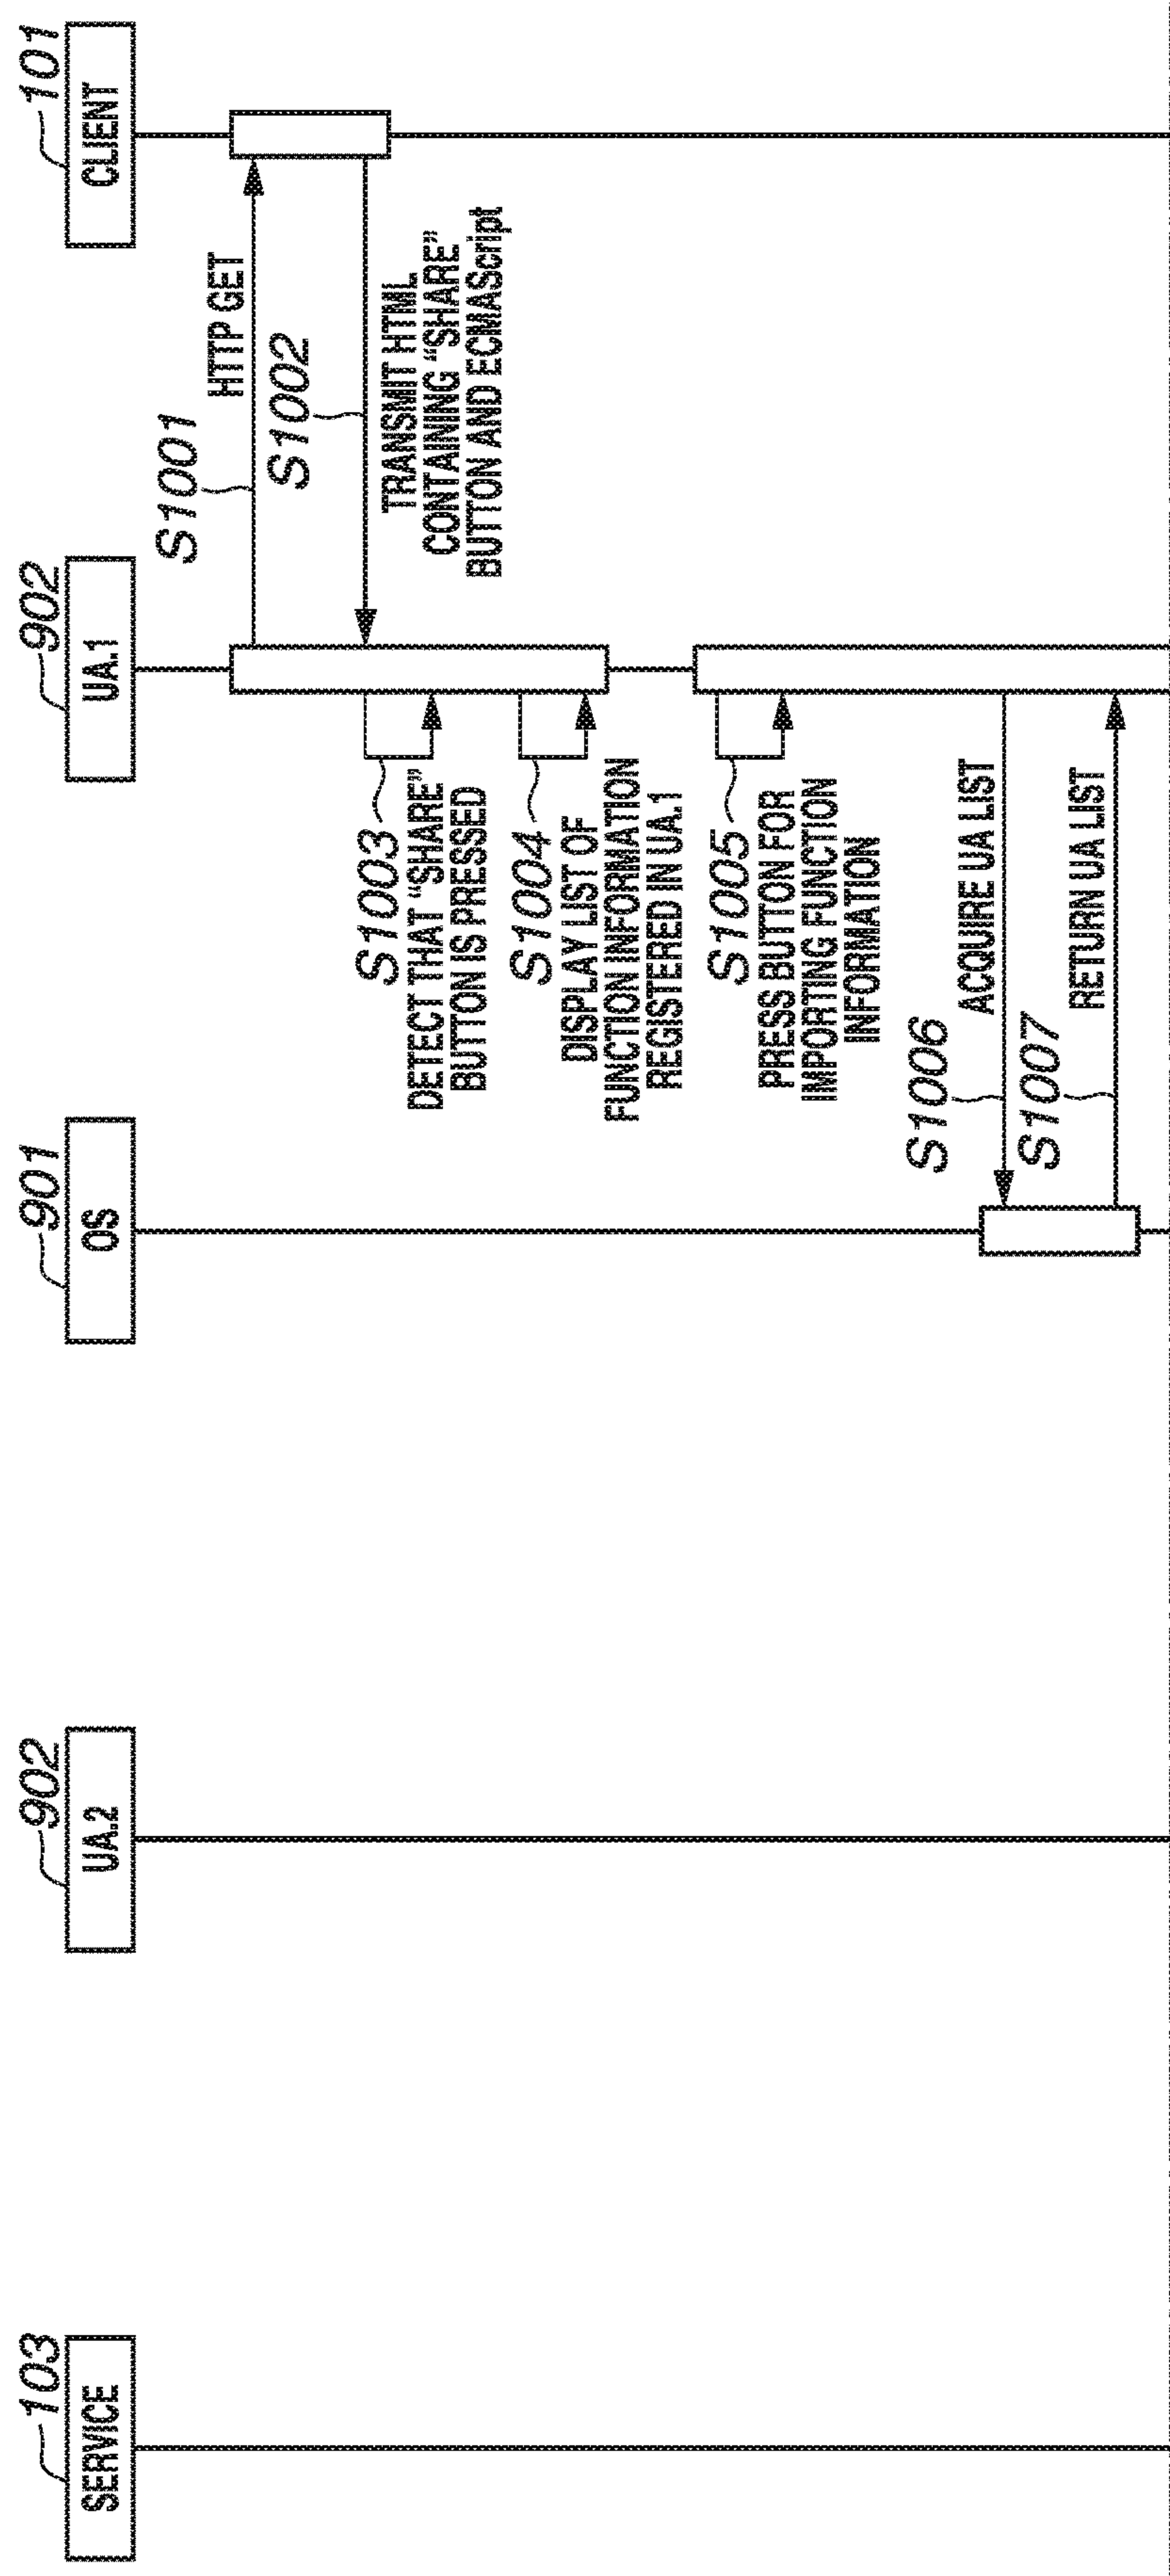 103
SERVICE
902
UA.2
901
OS
902
UA.1
101
CLIENT
S1001
HTTP GET
S1002
TRANSMIT HTML
CONTAINING “SHARE”
BUTTON AND ECMAScript
S1003
DETECT THAT “SHARE”
BUTTON IS PRESSED
S1004
DISPLAY LIST OF
FUNCTION INFORMATION
REGISTERED IN UA.1
S1005
PRESS BUTTON FOR
IMPORTING FUNCTION
INFORMATION
S1006
ACQUIRE UA LIST
S1007
RETURN UA LIST